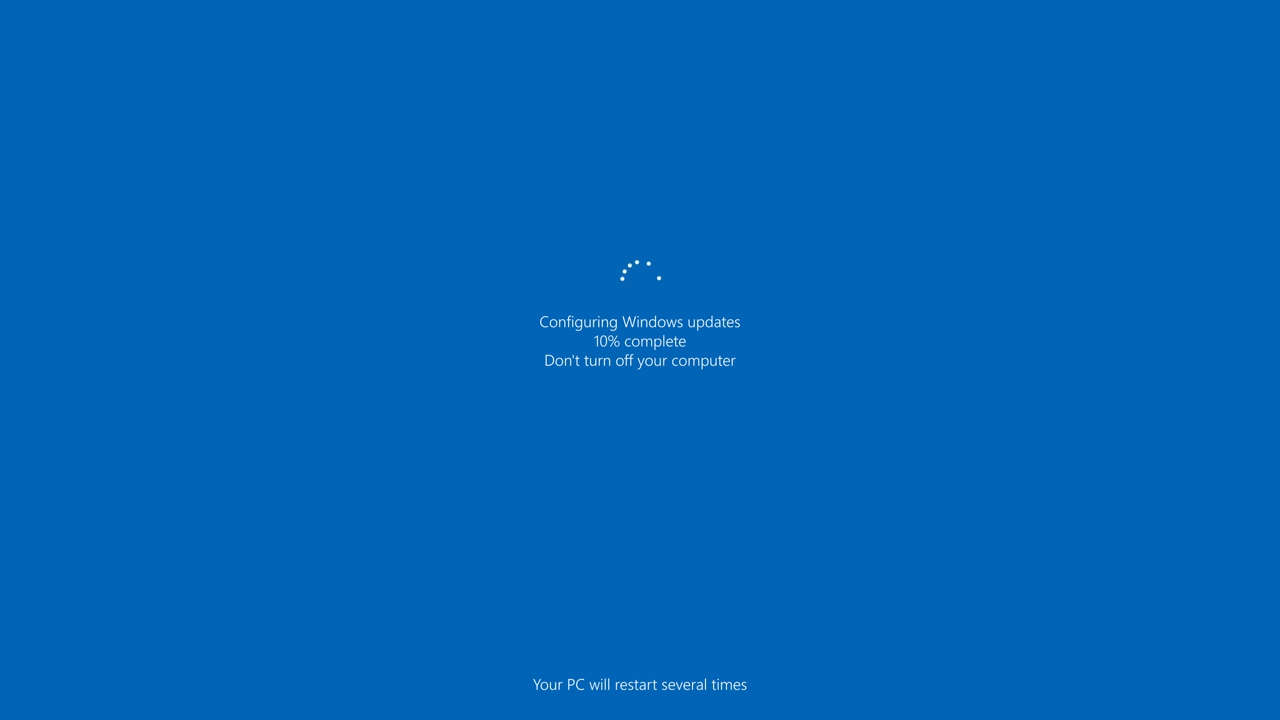 Configuring Windows updates
10% complete
Don't turn off your computer
Your PC will restart several times